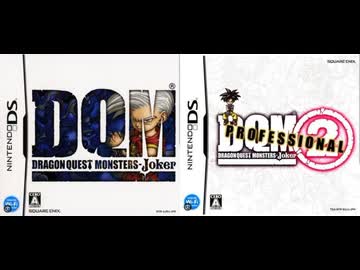 NINTENDO DS
DQM
DRAGON QUEST MONSTERS Joker
SQUARE ENIX
A
NINTENDO DS
SQUARE ENIX
DQM 2
PROFESSIONAL
DRAGON QUEST MONSTERS Joker
A